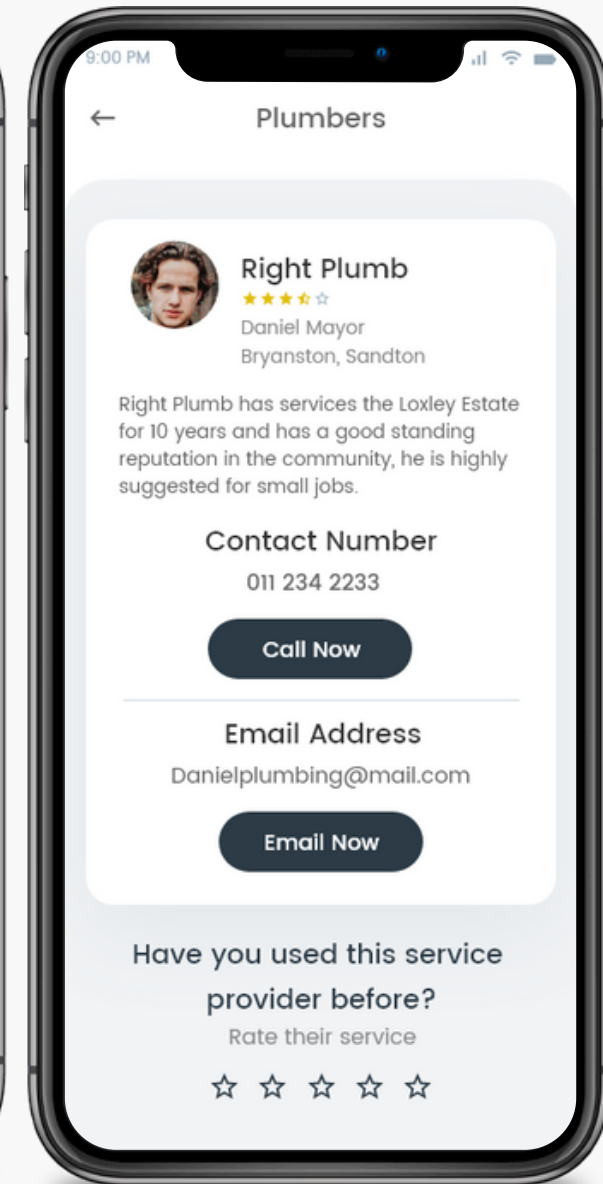 9:00 PM
Plumbers
Right Plumb
Daniel Mayor
Bryanston, Sandton
Right Plumb has services the Loxley Estate
for 10 years and has a good standing
reputation in the community, he is highly
suggested for small jobs.
Contact Number
011 234 2233
Call Now
Email Address
Danielplumbing@mail.com
Email Now
Have you used this service
provider before?
Rate their service